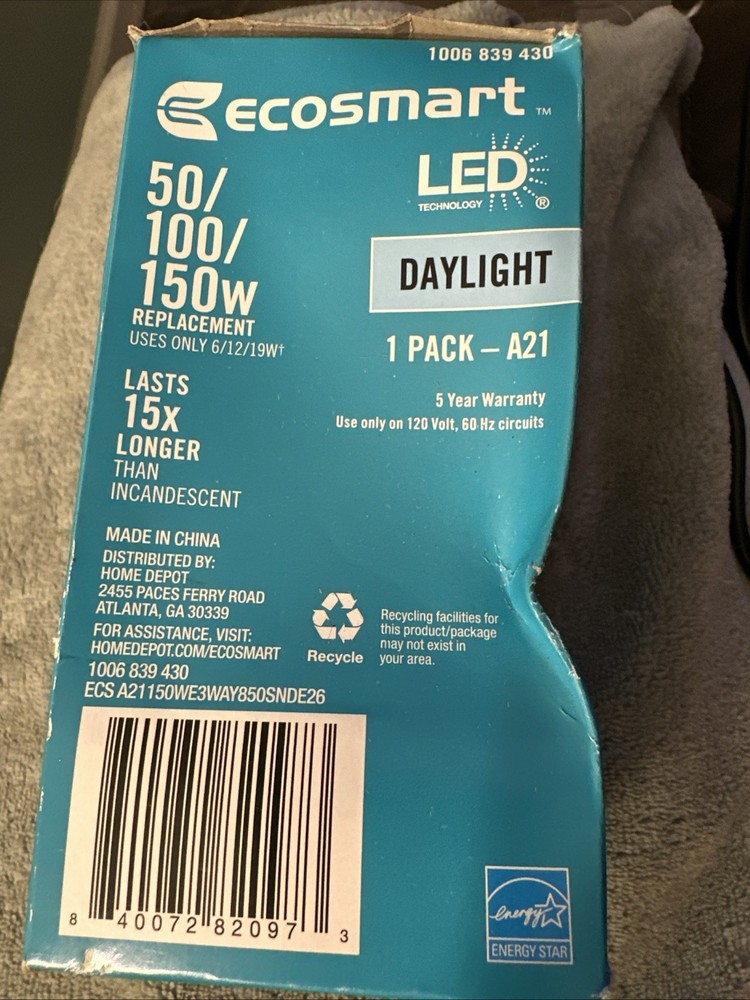 1006 839 430
ecosmart™
LED
TECHNOLOGY ®
50/
100/
150W
REPLACEMENT
USES ONLY 6/12/19W†
DAYLIGHT
1 PACK – A21
LASTS
15x
LONGER
THAN
INCANDESCENT
5 Year Warranty
Use only on 120 Volt, 60 Hz circuits
MADE IN CHINA
DISTRIBUTED BY:
HOME DEPOT
2455 PACES FERRY ROAD
ATLANTA, GA 30339
FOR ASSISTANCE, VISIT:
HOMEDEPOT.COM/ECOSMART
1006 839 430
ECS A21150WE3WAY850SNDE26
Recycle
Recycling facilities for
this product/package
may not exist in
your area.
8 40072 82097 3
energy
ENERGY STAR